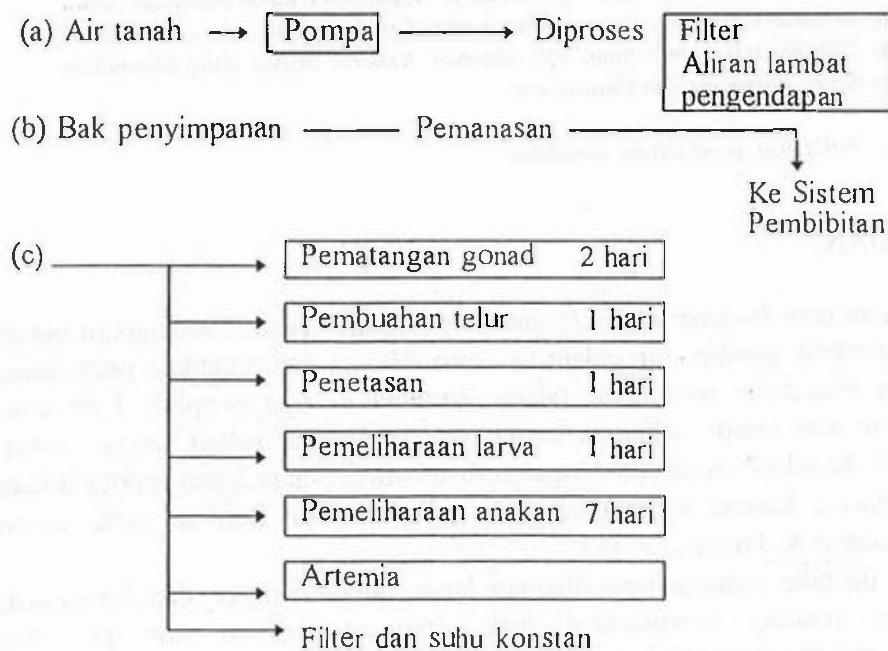 (a) Air tanah Pompa Diproses Filter
Aliran lambat
pengendapan
(b) Bak penyimpanan Pemanasan
Ke Sistem
Pembibitan
(c) Pematangan gonad 2 hari
Pembuahan telur 1 hari
Penetasan 1 hari
Pemeliharaan larva 1 hari
Pemeliharaan anakan 7 hari
Artemia
Filter dan suhu konstan